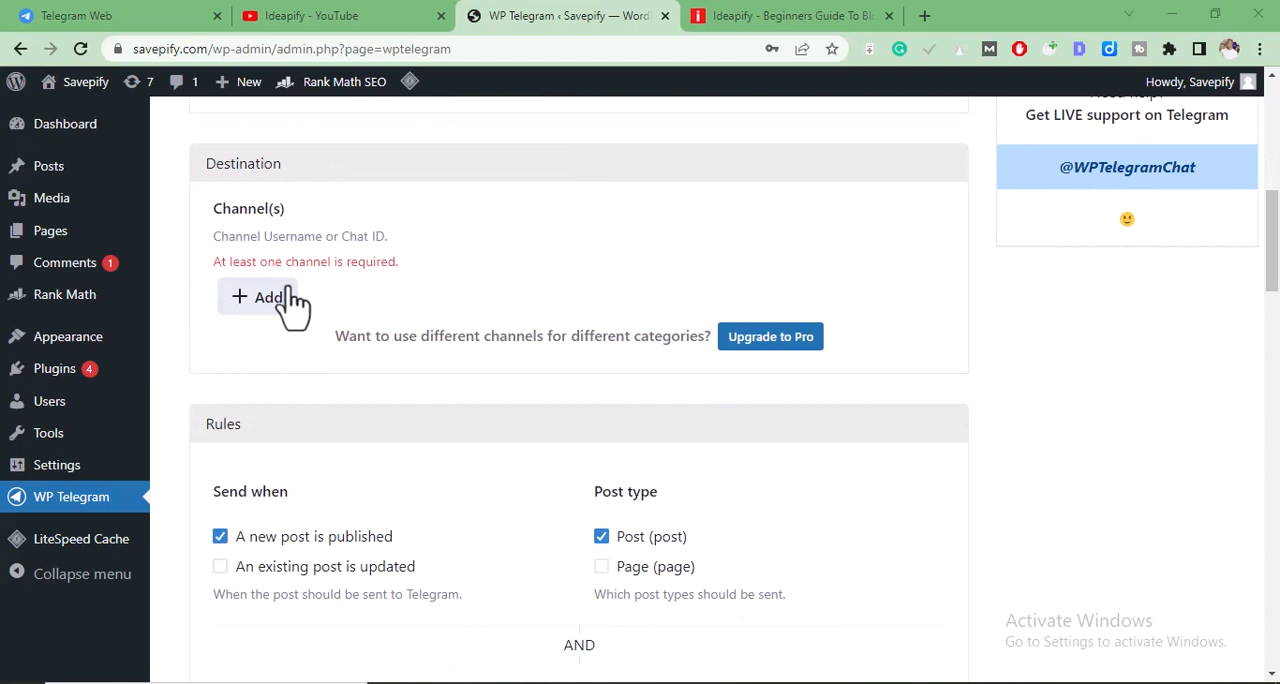 Telegram Web
Ideapify - YouTube
WP Telegram ‹ Savepify — Word
Ideapify - Beginners Guide To Bl
savepify.com/wp-admin/admin.php?page=wptelegram
Savepify
7
1
New
Rank Math SEO
Howdy, Savepify
Dashboard
Posts
Media
Pages
Comments 1
Rank Math
Appearance
Plugins 4
Users
Tools
Settings
WP Telegram
LiteSpeed Cache
Collapse menu
Destination
Channel(s)
Channel Username or Chat ID.
At least one channel is required.
+ Add
Want to use different channels for different categories? Upgrade to Pro
Rules
Send when
A new post is published
An existing post is updated
When the post should be sent to Telegram.
Post type
Post (post)
Page (page)
Which post types should be sent.
AND
Need help?
Get LIVE support on Telegram
@WPTelegramChat
Activate Windows
Go to Settings to activate Windows.